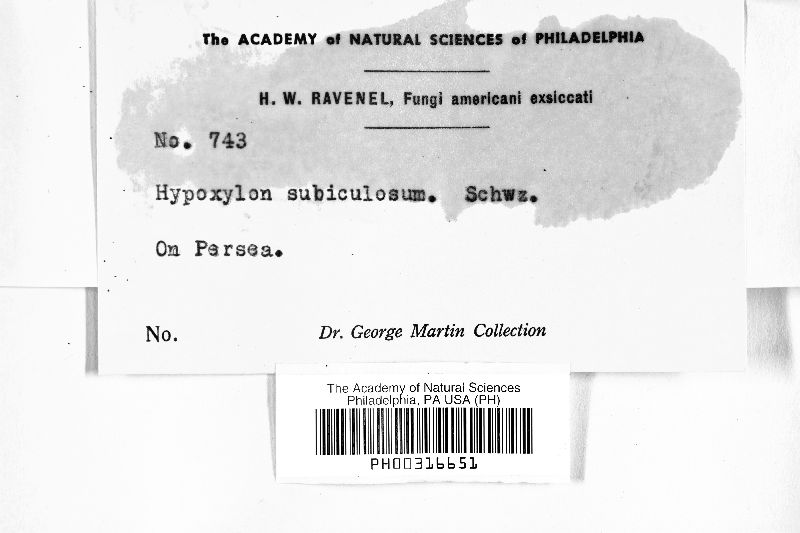 The ACADEMY of NATURAL SCIENCES of PHILADELPHIA
H. W. RAVENEL, Fungi americani exsiccati
No. 743
Hypoxylon subiculosum. Schwz.
On Persea.
No. Dr. George Martin Collection
The Academy of Natural Sciences
Philadelphia, PA USA (PH)
PH00316651